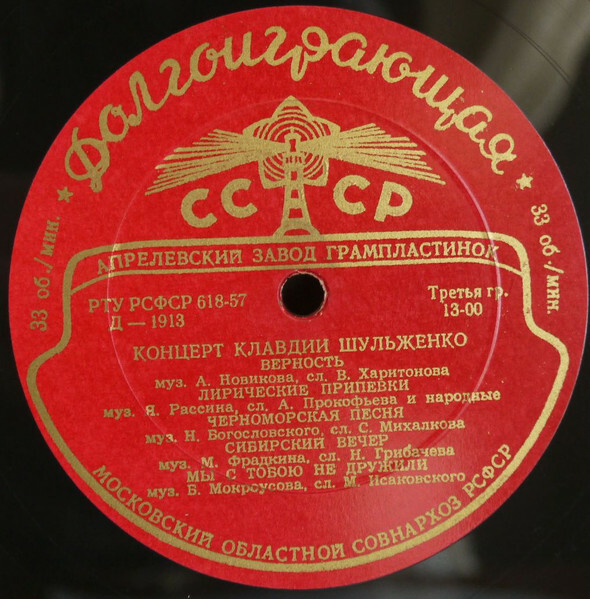 Долгоиграющая
33 об./мин.
33 об./мин.
СССР
АПРЕЛЕВСКИЙ ЗАВОД ГРАМПЛАСТИНОК
РТУ РСФСР 618-57
Д — 1913
Третья гр.
13-00
КОНЦЕРТ КЛАВДИИ ШУЛЬЖЕНКО
ВЕРНОСТЬ
муз. А. Новикова, сл. В. Харитонова
ЛИРИЧЕСКИЕ ПРИПЕВКИ
муз. Я. Рассина, сл. А. Прокофьева и народные
ЧЕРНОМОРСКАЯ ПЕСНЯ
муз. Н. Богословского, сл. С. Михалкова
СИБИРСКИЙ ВЕЧЕР
муз. М. Фрадкина, сл. Н. Грибачева
МЫ С ТОБОЮ НЕ ДРУЖИЛИ
муз. Б. Мокроусова, сл. М. Исаковского
МОСКОВСКИЙ ОБЛАСТНОЙ СОВНАРХОЗ РСФСР